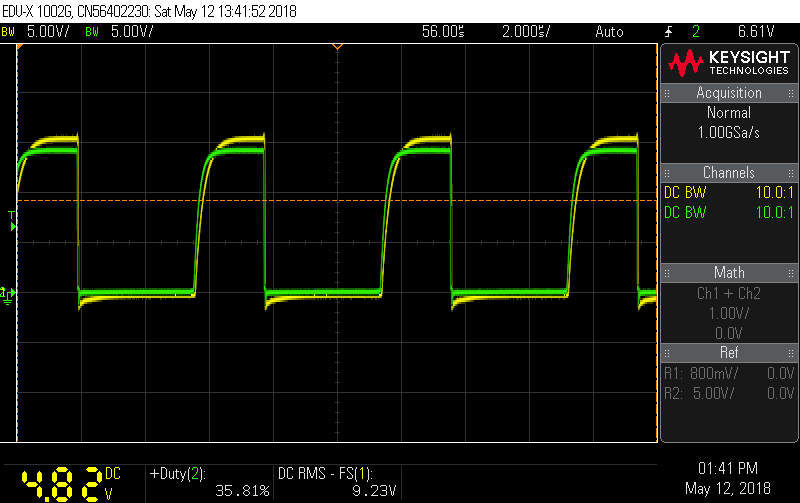 EDU-X 1002G, CN56402230: Sat May 12 13:41:52 2018
BW 5.00V/ BW 5.00V/ 56.00ms 2.000s/ Auto 2 6.61V
KEYSIGHT
TECHNOLOGIES
Acquisition
Normal
1.00GSa/s
Channels
DC BW 10.0:1
DC BW 10.0:1
Math
Ch1 + Ch2
1.00V/
0.0V
Ref
R1: 800mV/ 0.0V
R2: 5.00V/ 0.0V
T
2
4.82 DC V
+Duty(2):
35.81%
DC RMS - FS(1):
9.23V
01:41 PM
May 12, 2018